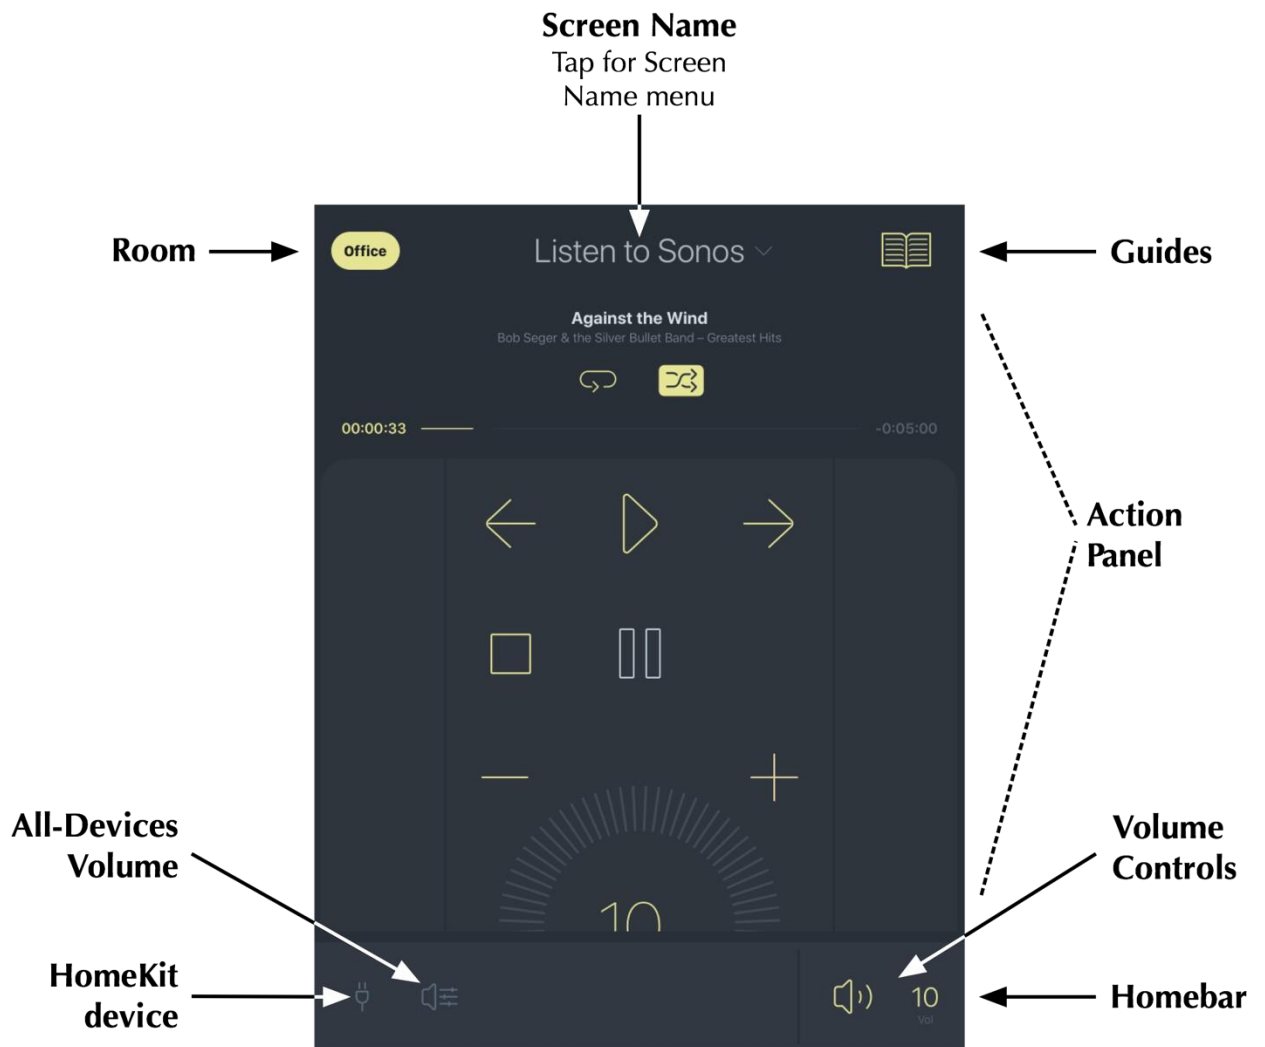 Screen Name
Tap for Screen
Name menu
Room
Office
Listen to Sonos
Guides
Against the Wind
Bob Seger & the Silver Bullet Band – Greatest Hits
00:00:33
-0:05:00
Action
Panel
All-Devices
Volume
Volume
Controls
10
HomeKit
device
10
Vol
Homebar